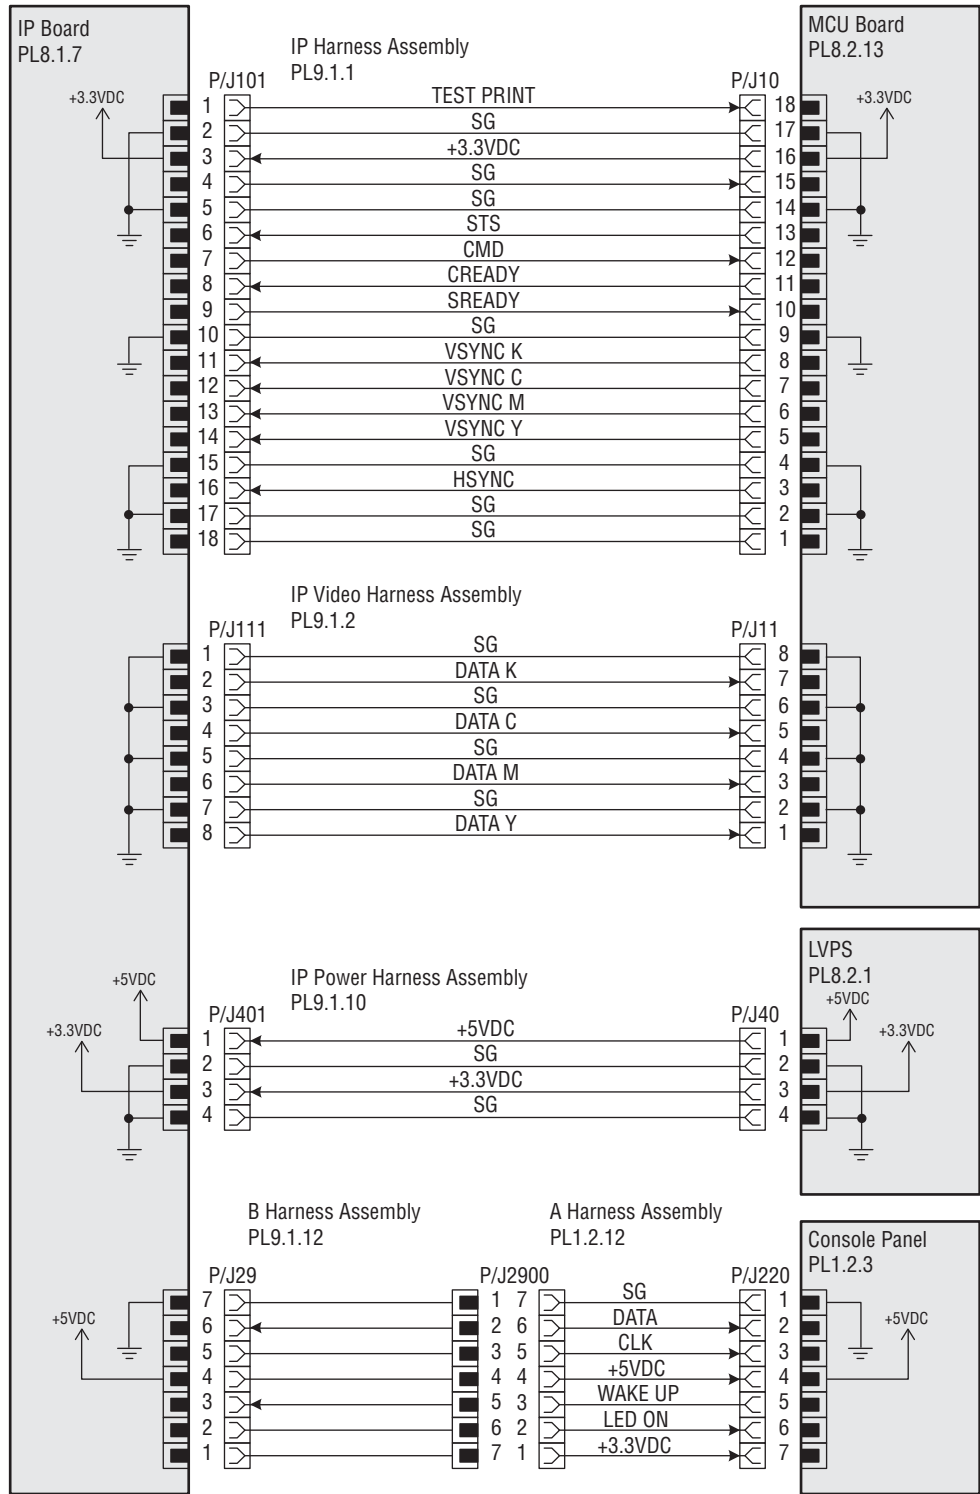 IP Board
PL8.1.7
MCU Board
PL8.2.13
IP Harness Assembly
PL9.1.1
P/J101 P/J10
+3.3VDC +3.3VDC
1 TEST PRINT 18
2 SG 17
3 +3.3VDC 16
4 SG 15
5 SG 14
6 STS 13
7 CMD 12
8 CREADY 11
9 SREADY 10
10 SG 9
11 VSYNC K 8
12 VSYNC C 7
13 VSYNC M 6
14 VSYNC Y 5
15 SG 4
16 HSYNC 3
17 SG 2
18 SG 1
IP Video Harness Assembly
PL9.1.2
P/J111 P/J11
1 SG 8
2 DATA K 7
3 SG 6
4 DATA C 5
5 SG 4
6 DATA M 3
7 SG 2
8 DATA Y 1
LVPS
PL8.2.1
IP Power Harness Assembly
PL9.1.10
+5VDC +5VDC
P/J401 P/J40
+3.3VDC +3.3VDC
1 +5VDC 1
2 SG 2
3 +3.3VDC 3
4 SG 4
B Harness Assembly
PL9.1.12
A Harness Assembly
PL1.2.12
Console Panel
PL1.2.3
P/J29 P/J2900 P/J220
+5VDC +5VDC
7 1 7 SG 1
6 2 6 DATA 2
5 3 5 CLK 3
4 4 4 +5VDC 4
3 5 3 WAKE UP 5
2 6 2 LED ON 6
1 7 1 +3.3VDC 7